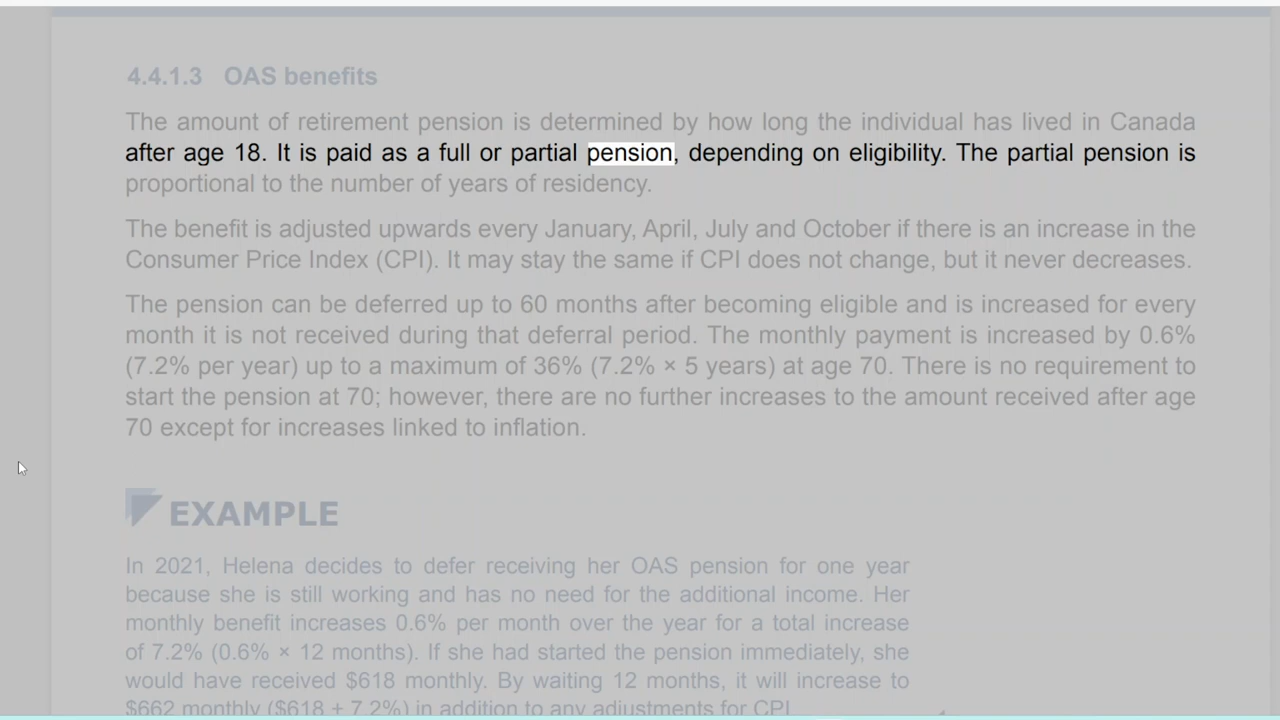 4.4.1.3 OAS benefits
The amount of retirement pension is determined by how long the individual has lived in Canada
after age 18. It is paid as a full or partial pension, depending on eligibility. The partial pension is
proportional to the number of years of residency.
The benefit is adjusted upwards every January, April, July and October if there is an increase in the
Consumer Price Index (CPI). It may stay the same if CPI does not change, but it never decreases.
The pension can be deferred up to 60 months after becoming eligible and is increased for every
month it is not received during that deferral period. The monthly payment is increased by 0.6%
(7.2% per year) up to a maximum of 36% (7.2% × 5 years) at age 70. There is no requirement to
start the pension at 70; however, there are no further increases to the amount received after age
70 except for increases linked to inflation.
EXAMPLE
In 2021, Helena decides to defer receiving her OAS pension for one year
because she is still working and has no need for the additional income. Her
monthly benefit increases 0.6% per month over the year for a total increase
of 7.2% (0.6% × 12 months). If she had started the pension immediately, she
would have received $618 monthly. By waiting 12 months, it will increase to
$662 monthly ($618 + 7.2%) in addition to any adjustments for CPI.